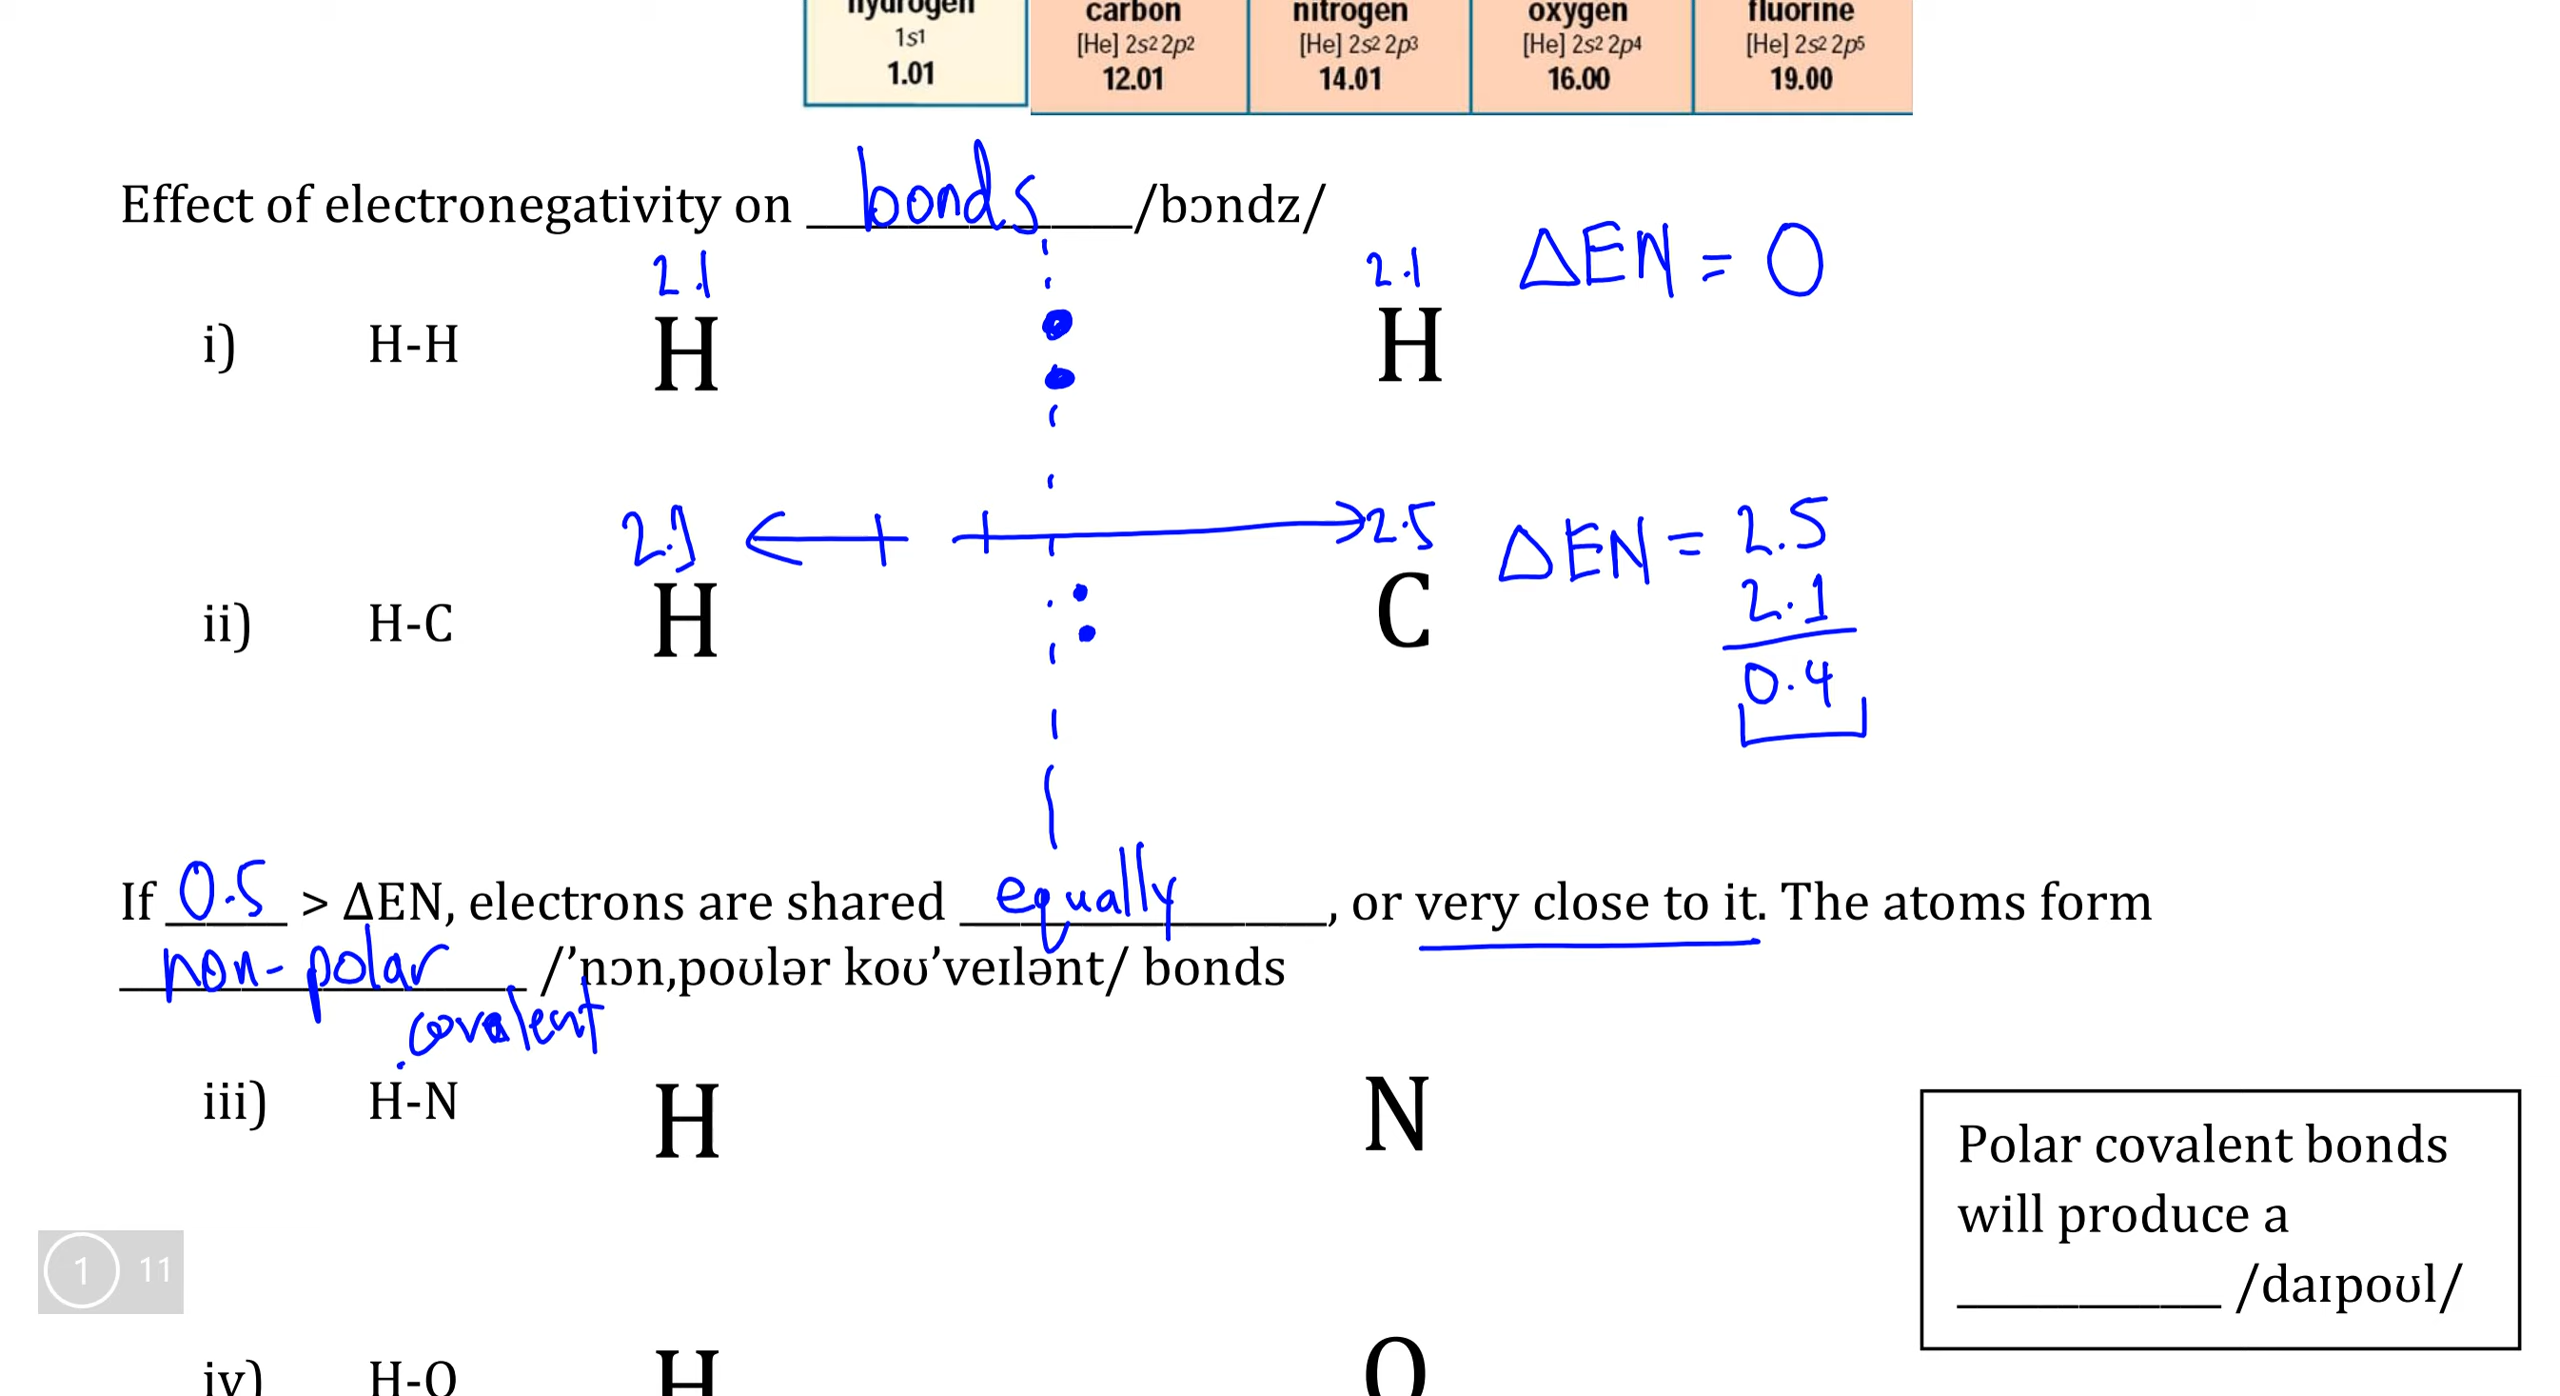 hydrogen carbon nitrogen oxygen fluorine
1s1 [He] 2s2 2p2 [He] 2s2 2p3 [He] 2s2 2p4 [He] 2s2 2p5
1.01 12.01 14.01 16.00 19.00
Effect of electronegativity on bonds /bɔndz/
2.1 2.1 ΔEN = 0
i) H-H H H
2.1 2.5 ΔEN = 2.5
2.1
ii) H-C H C
0.4
If 0.5 > ΔEN, electrons are shared equally, or very close to it. The atoms form
non-polar /’nɔn,poʊlər koʊ’veɪlənt/ bonds
covalent
iii) H-N H N
Polar covalent bonds
will produce a
__________ /daɪpoʊl/
1 11
iv) H-O H O